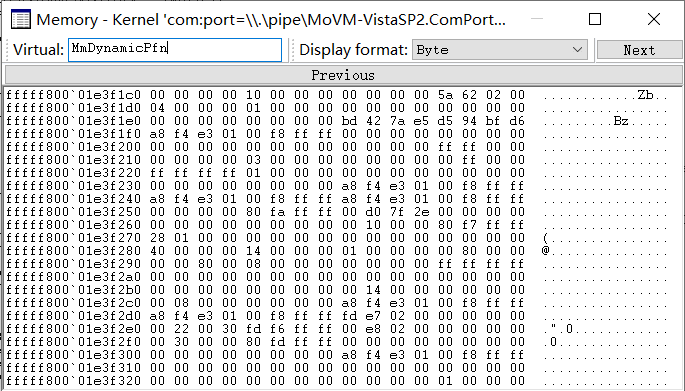 Memory - Kernel 'com:port=\\.\pipe\MoVM-VistaSP2.ComPort...
Virtual: MmDynamicPfn Display format: Byte Next
Previous
fffff800`01e3f1c0 00 00 00 00 10 00 00 00 00 00 00 00 5a 62 02 00 ............Zb..
fffff800`01e3f1d0 04 00 00 00 01 00 00 00 00 00 00 00 00 00 00 00 ................
fffff800`01e3f1e0 00 00 00 00 00 00 00 00 bd 42 7a e5 d5 94 bf d6 .........Bz.....
fffff800`01e3f1f0 a8 f4 e3 01 00 f8 ff ff 00 00 00 00 00 00 00 00 ................
fffff800`01e3f200 00 00 00 00 00 00 00 00 00 00 00 00 ff ff 00 00 ................
fffff800`01e3f210 00 00 00 00 03 00 00 00 00 00 00 00 ff ff 00 00 ................
fffff800`01e3f220 ff ff ff ff 01 00 00 00 00 00 00 00 00 00 00 00 ................
fffff800`01e3f230 00 00 00 00 00 00 00 00 a8 f4 e3 01 00 f8 ff ff ................
fffff800`01e3f240 a8 f4 e3 01 00 f8 ff ff a8 f4 e3 01 00 f8 ff ff ................
fffff800`01e3f250 00 00 00 00 80 fa ff ff 00 d0 7f 2e 00 00 00 00 ................
fffff800`01e3f260 00 00 00 00 00 00 00 00 00 10 00 00 80 f7 ff ff ................
fffff800`01e3f270 28 01 00 00 00 00 00 00 00 00 00 00 00 00 00 00 (...............
fffff800`01e3f280 40 00 00 00 14 00 00 00 01 00 00 00 00 80 00 00 @...............
fffff800`01e3f290 00 00 80 00 08 00 00 00 00 00 00 00 ff ff ff ff ................
fffff800`01e3f2a0 00 00 00 00 00 00 00 00 00 00 00 00 00 00 00 00 ................
fffff800`01e3f2b0 00 00 00 00 00 00 00 00 00 14 00 00 00 00 00 00 ................
fffff800`01e3f2c0 00 08 00 00 00 00 00 00 a8 f4 e3 01 00 f8 ff ff ................
fffff800`01e3f2d0 a8 f4 e3 01 00 f8 ff ff fd e7 02 00 00 00 00 00 ................
fffff800`01e3f2e0 00 22 00 30 fd f6 ff ff 00 e8 02 00 00 00 00 00 .".0............
fffff800`01e3f2f0 00 30 00 00 80 fd ff ff 00 00 00 00 00 00 00 00 .0..............
fffff800`01e3f300 00 00 00 00 00 00 00 00 a8 f4 e3 01 00 f8 ff ff ................
fffff800`01e3f310 00 00 00 00 00 00 00 00 00 00 00 00 00 00 00 00 ................
fffff800`01e3f320 00 00 00 00 00 00 00 00 00 00 00 00 01 00 00 00 ................